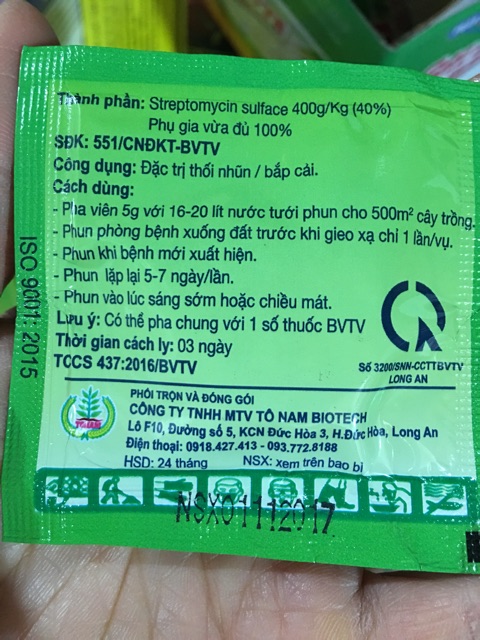 Thành phần: Streptomycin sulface 400g/Kg (40%)
Phụ gia vừa đủ 100%
SĐK: 551/CNĐKT-BVTV
Công dụng: Đặc trị thối nhũn / bắp cải.
Cách dùng:
- Pha viên 5g với 16-20 lít nước tưới phun cho 500m² cây trồng.
- Phun phòng bệnh xuống đất trước khi gieo xạ chỉ 1 lần/vụ.
- Phun khi bệnh mới xuất hiện.
- Phun lặp lại 5-7 ngày/lần.
- Phun vào lúc sáng sớm hoặc chiều mát.
Lưu ý: Có thể pha chung với 1 số thuốc BVTV
Thời gian cách ly: 03 ngày
TCCS 437:2016/BVTV
Số 3200/SNN-CCTTBVTV
LONG AN
ISO 9001: 2015
PHỐI TRỘN VÀ ĐÓNG GÓI
CÔNG TY TNHH MTV TÔ NAM BIOTECH
Lô F10, Đường số 5, KCN Đức Hòa 3, H.Đức Hòa, Long An
Điện thoại: 0918.427.413 - 093.772.8188
HSD: 24 tháng NSX: xem trên bao bì
NSX01112017